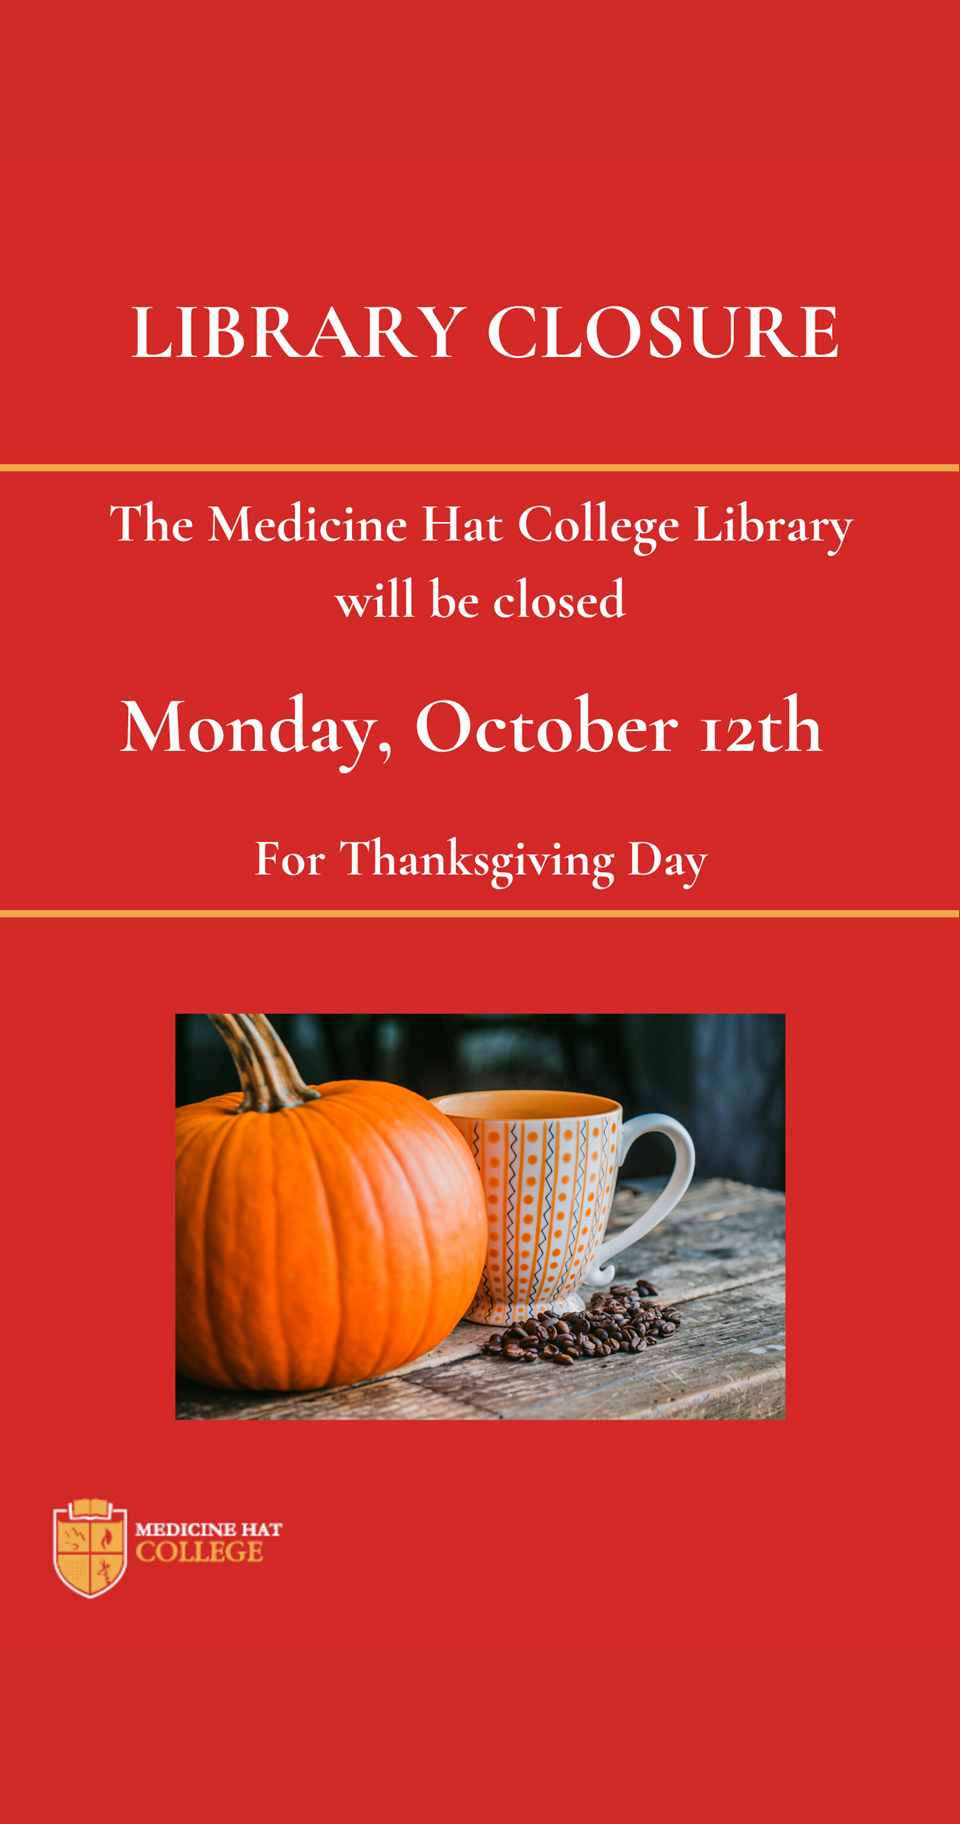 LIBRARY CLOSURE
The Medicine Hat College Library
will be closed
Monday, October 12th
For Thanksgiving Day
MEDICINE HAT
COLLEGE